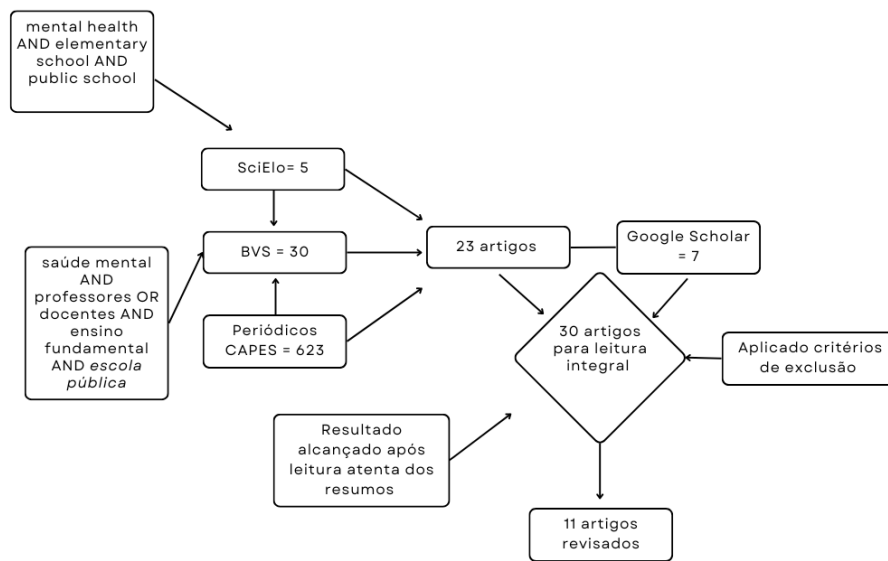 mental health
AND elementary
school AND
public school
SciElo= 5
BVS = 30
23 artigos
Google Scholar
= 7
saúde mental
AND
professores OR
docentes AND
ensino
fundamental
AND escola
pública
Periódicos
CAPES = 623
30 artigos
para leitura
integral
Aplicado critérios
de exclusão
Resultado
alcançado após
leitura atenta dos
resumos
11 artigos
revisados